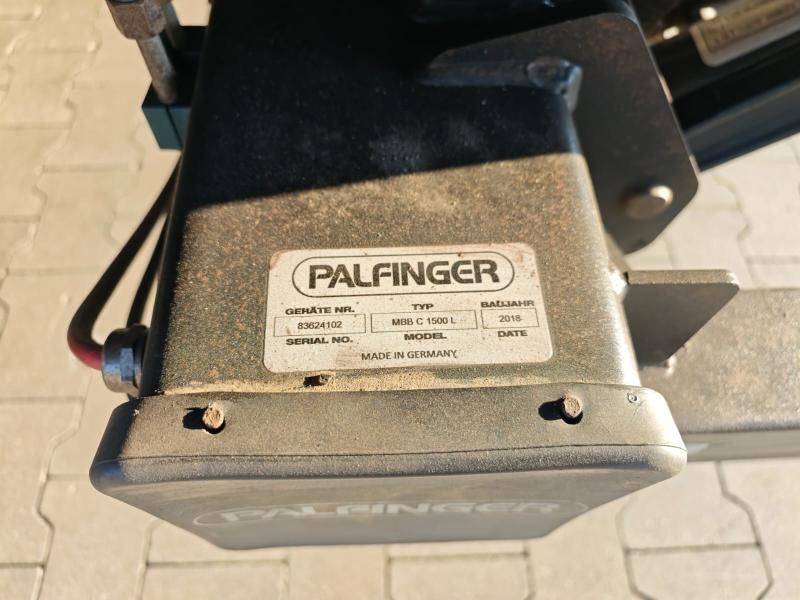 PALFINGER
GERÄTE NR. TYP BAUJAHR
83624102 MBB C 1500 L 2018
SERIAL NO. MODEL DATE
MADE IN GERMANY
PALFINGER